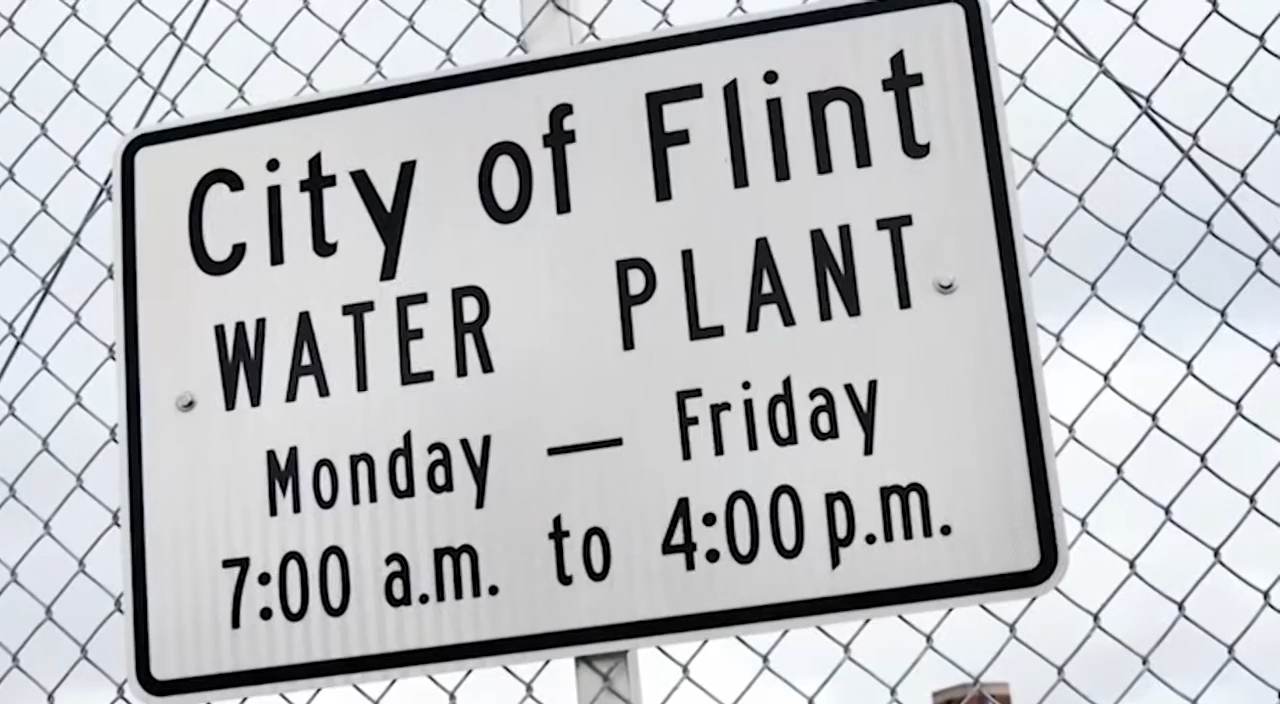 City of Flint
WATER PLANT
Monday — Friday
7:00 a.m. to 4:00 p.m.